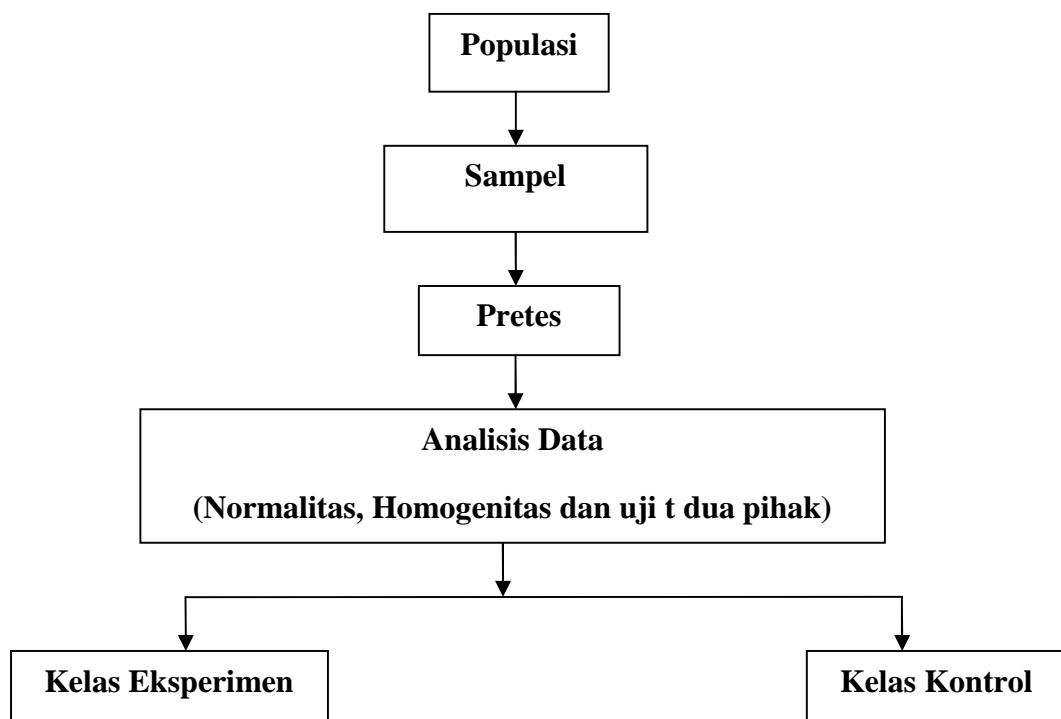 Populasi
Sampel
Pretes
Analisis Data
(Normalitas, Homogenitas dan uji t dua pihak)
Kelas Eksperimen
Kelas Kontrol